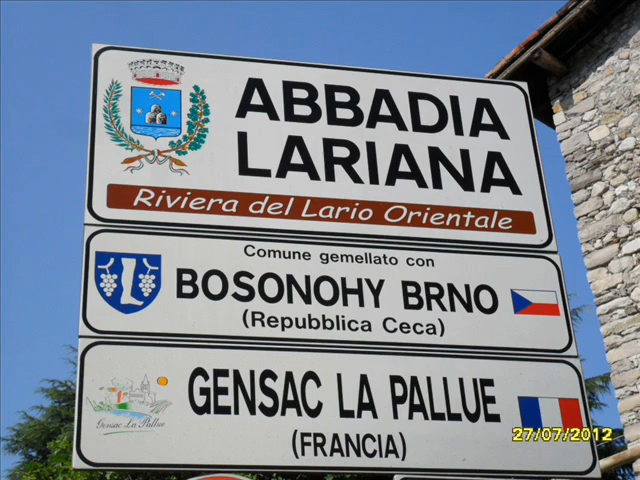 ABBADIA
LARIANA
Riviera del Lario Orientale
Comune gemellato con
BOSONOHY BRNO
(Repubblica Ceca)
GENSAC LA PALLUE
Gensac La Pallue
(FRANCIA)
27/07/2012